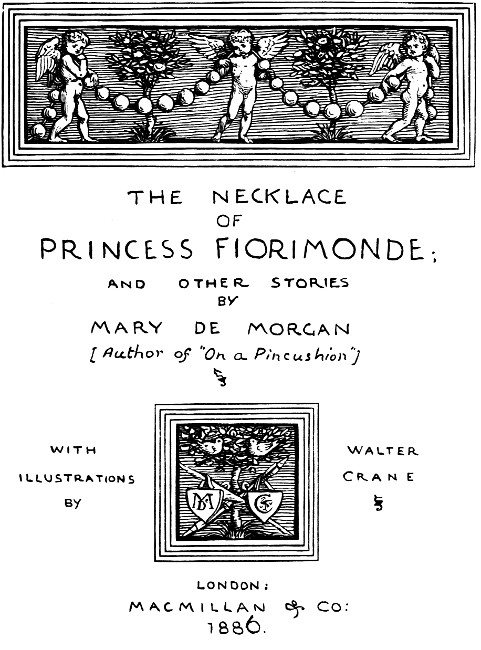 THE NECKLACE
OF
PRINCESS FIORIMONDE;
AND OTHER STORIES
BY
MARY DE MORGAN
[Author of "On a Pincushion"]
WITH
ILLUSTRATIONS
BY
WALTER
CRANE
LONDON:
MACMILLAN & CO:
1886.